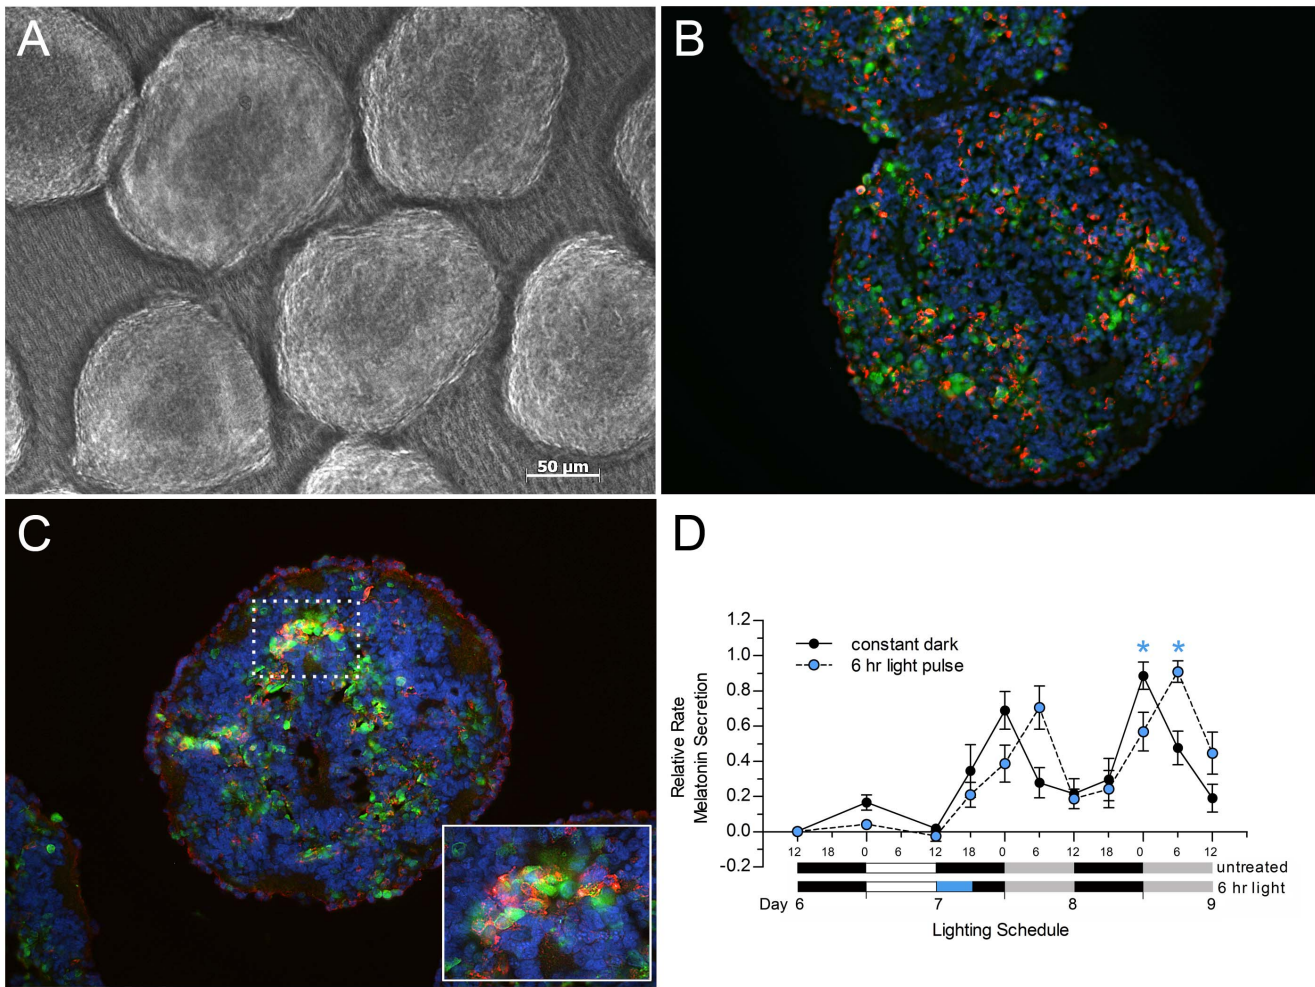 A
50 µm
B
C
D
1.2
1.0
0.8
0.6
0.4
0.2
0.0
-0.2
Relative Rate
Melatonin Secretion
constant dark
6 hr light pulse
* *
12 18 0 6 12 18 0 6 12 18 0 6 12
untreated
6 hr light
Day 6 7 8 9
Lighting Schedule